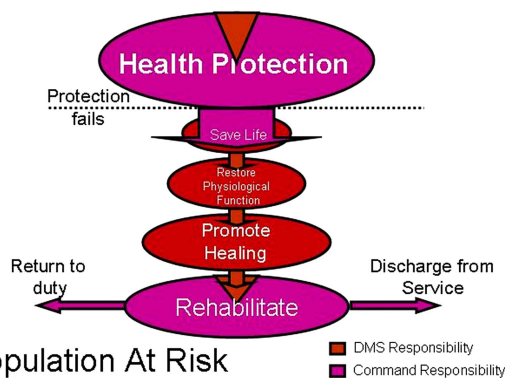 Health Protection
Protection
fails
Save Life
Restore
Physiological
Function
Promote
Healing
Return to
duty
Discharge from
Service
Rehabilitate
opulation At Risk
DMS Responsibility
Command Responsibility